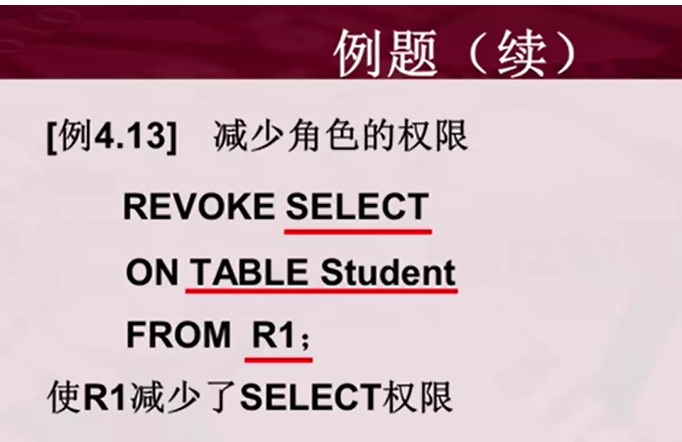 例题（续）
[例4.13] 减少角色的权限
REVOKE SELECT
ON TABLE Student
FROM R1;
使R1减少了SELECT权限